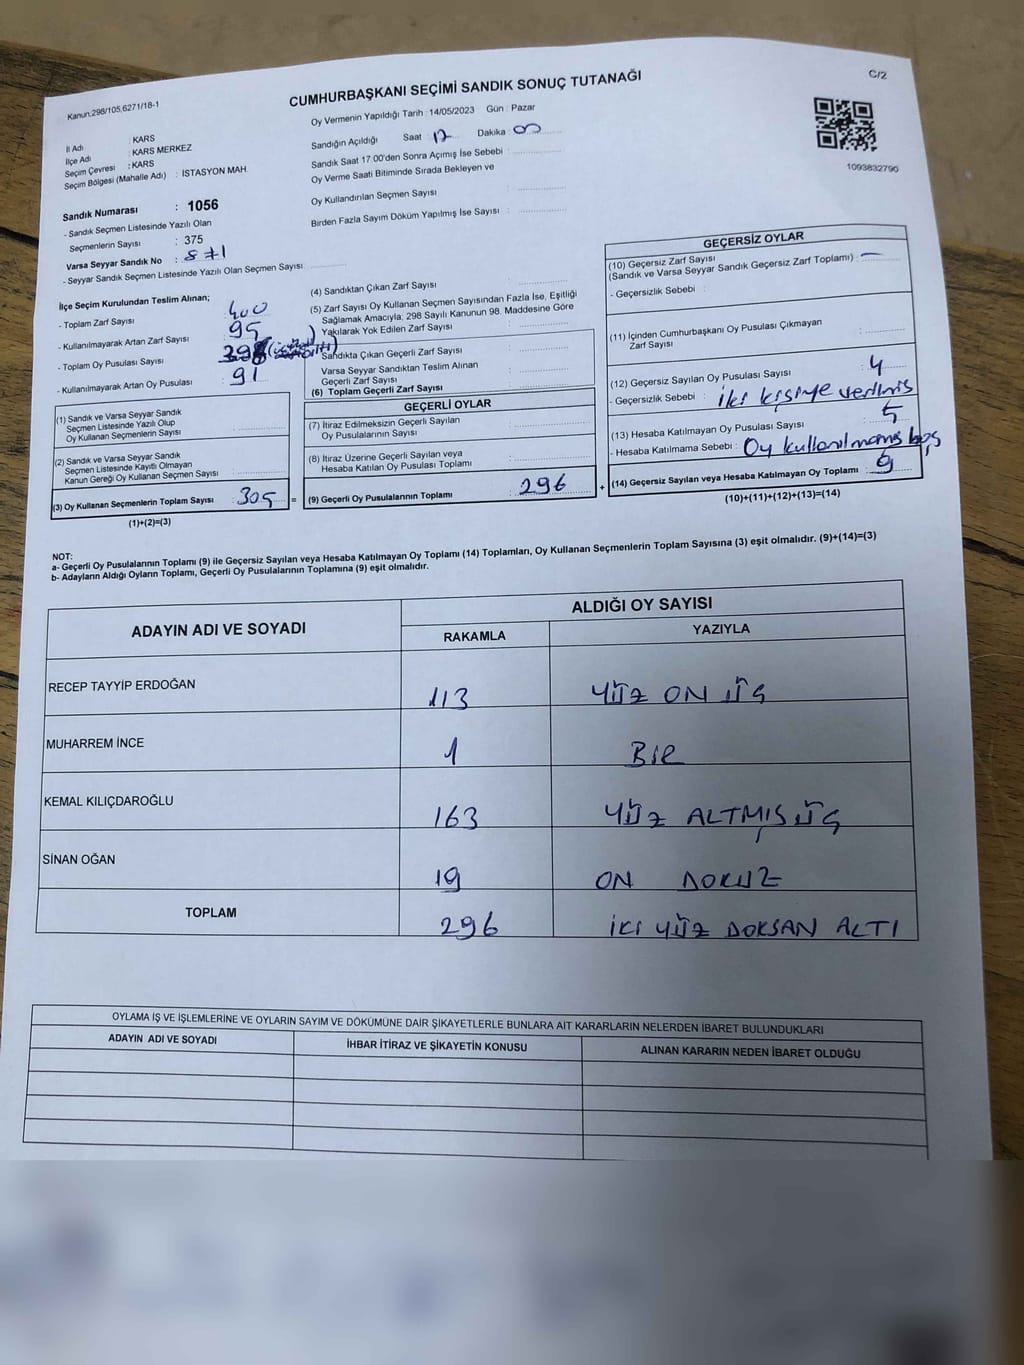 Kanun:298/105,6271/18-1
CUMHURBAŞKANI SEÇİMİ SANDIK SONUÇ TUTANAĞI
C/2
Oy Vermenin Yapıldığı Tarih : 14/05/2023 Gün : Pazar
Sandığın Açıldığı Saat : 17 Dakika : 00
Sandık Saat 17:00'den Sonra Açımış İse Sebebi :
Oy Verme Saati Bitiminde Sırada Bekleyen ve
Oy Kullandırılan Seçmen Sayısı :
Birden Fazla Sayım Döküm Yapılmış İse Sayısı :
1093832790
İl Adı : KARS
İlçe Adı : KARS MERKEZ
Seçim Çevresi : KARS
Seçim Bölgesi (Mahalle Adı) : İSTASYON MAH.
Sandık Numarası : 1056
- Sandık Seçmen Listesinde Yazılı Olan
Seçmenlerin Sayısı : 375
Varsa Seyyar Sandık No :
- Seyyar Sandık Seçmen Listesinde Yazılı Olan Seçmen Sayısı :
İlçe Seçim Kurulundan Teslim Alınan;
- Toplam Zarf Sayısı : 400
- Kullanılmayarak Artan Zarf Sayısı : 95
- Toplam Oy Pusulası Sayısı :
- Kullanılmayarak Artan Oy Pusulası : 91
(1) Sandık ve Varsa Seyyar Sandık
Seçmen Listesinde Yazılı Olup
Oy Kullanan Seçmenlerin Sayısı :
(2) Sandık ve Varsa Seyyar Sandık
Seçmen Listesinde Kayıtlı Olmayan
Kanun Gereği Oy Kullanan Seçmen Sayısı :
(3) Oy Kullanan Seçmenlerin Toplam Sayısı : 305 =
(1)+(2)=(3)
(4) Sandıktan Çıkan Zarf Sayısı :
(5) Zarf Sayısı Oy Kullanan Seçmen Sayısından Fazla İse, Eşitliği
Sağlamak Amacıyla; 298 Sayılı Kanunun 98. Maddesine Göre
Yakılarak Yok Edilen Zarf Sayısı :
Sandıkta Çıkan Geçerli Zarf Sayısı :
Varsa Seyyar Sandıktan Teslim Alınan
Geçerli Zarf Sayısı :
(6) Toplam Geçerli Zarf Sayısı :
GEÇERLİ OYLAR
(7) İtiraz Edilmeksizin Geçerli Sayılan
Oy Pusulalarının Sayısı :
(8) İtiraz Üzerine Geçerli Sayılan veya
Hesaba Katılan Oy Pusulası Toplamı :
(9) Geçerli Oy Pusulalarının Toplamı : 296 +
GEÇERSİZ OYLAR
(10) Geçersiz Zarf Sayısı
(Sandık ve Varsa Seyyar Sandık Geçersiz Zarf Toplamı) : —
- Geçersizlik Sebebi :
(11) İçinden Cumhurbaşkanı Oy Pusulası Çıkmayan
Zarf Sayısı :
(12) Geçersiz Sayılan Oy Pusulası Sayısı : 4
- Geçersizlik Sebebi : iki kişiye verilmiş
(13) Hesaba Katılmayan Oy Pusulası Sayısı : 5
- Hesaba Katılmama Sebebi : Oy kullanılmamış boş
(14) Geçersiz Sayılan veya Hesaba Katılmayan Oy Toplamı : 9
(10)+(11)+(12)+(13)=(14)
NOT:
a- Geçerli Oy Pusulalarının Toplamı (9) ile Geçersiz Sayılan veya Hesaba Katılmayan Oy Toplamı (14) Toplamları, Oy Kullanan Seçmenlerin Toplam Sayısına (3) eşit olmalıdır. (9)+(14)=(3)
b- Adayların Aldığı Oyların Toplamı, Geçerli Oy Pusulalarının Toplamına (9) eşit olmalıdır.
ADAYIN ADI VE SOYADI
ALDIĞI OY SAYISI
RAKAMLA YAZIYLA
RECEP TAYYİP ERDOĞAN 113 YÜZ ON ÜÇ
MUHARREM İNCE 1 BİR
KEMAL KILIÇDAROĞLU 163 YÜZ ALTMIŞ ÜÇ
SİNAN OĞAN 19 ON DOKUZ
TOPLAM 296 İKİ YÜZ DOKSAN ALTI
OYLAMA İŞ VE İŞLEMLERİNE VE OYLARIN SAYIM VE DÖKÜMÜNE DAİR ŞİKAYETLERLE BUNLARA AİT KARARLARIN NELERDEN İBARET BULUNDUKLARI
ADAYIN ADI VE SOYADI İHBAR İTİRAZ VE ŞİKAYETİN KONUSU ALINAN KARARIN NEDEN İBARET OLDUĞU